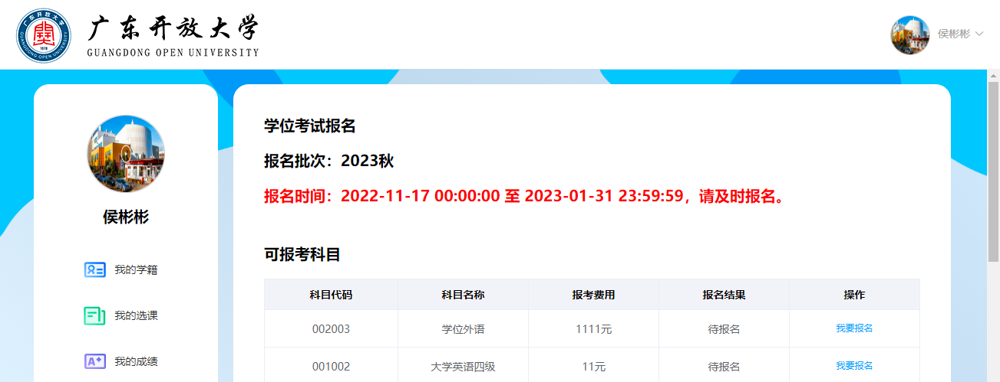 广东开放大学
GUANGDONG OPEN UNIVERSITY
侯彬彬
侯彬彬
我的学籍
我的选课
我的成绩
学位考试报名
报名批次：2023秋
报名时间：2022-11-17 00:00:00 至 2023-01-31 23:59:59，请及时报名。
可报考科目
科目代码 科目名称 报考费用 报名结果 操作
002003 学位外语 1111元 待报名 我要报名
001002 大学英语四级 11元 待报名 我要报名